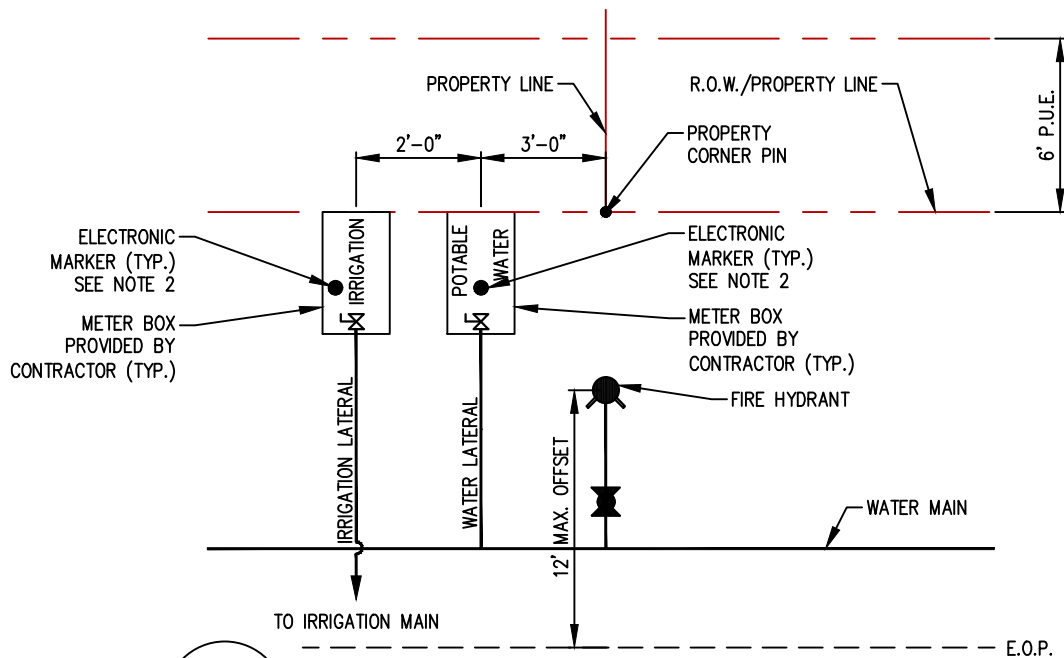 PROPERTY LINE
R.O.W./PROPERTY LINE
6' P.U.E.
2'-0"
3'-0"
PROPERTY
CORNER PIN
ELECTRONIC
MARKER (TYP.)
SEE NOTE 2
IRRIGATION
POTABLE
WATER
ELECTRONIC
MARKER (TYP.)
SEE NOTE 2
METER BOX
PROVIDED BY
CONTRACTOR (TYP.)
METER BOX
PROVIDED BY
CONTRACTOR (TYP.)
FIRE HYDRANT
IRRIGATION LATERAL
WATER LATERAL
12' MAX. OFFSET
WATER MAIN
TO IRRIGATION MAIN
E.O.P.